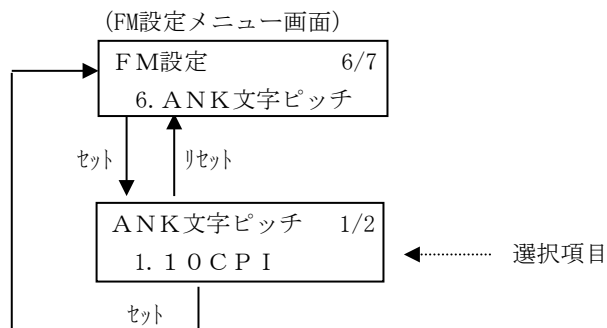 (FM設定メニュー画面)
ＦＭ設定 6/7
6.ＡＮＫ文字ピッチ
ｾｯﾄ ﾘｾｯﾄ
ＡＮＫ文字ピッチ 1/2
1.１０ＣＰＩ
選択項目
ｾｯﾄ